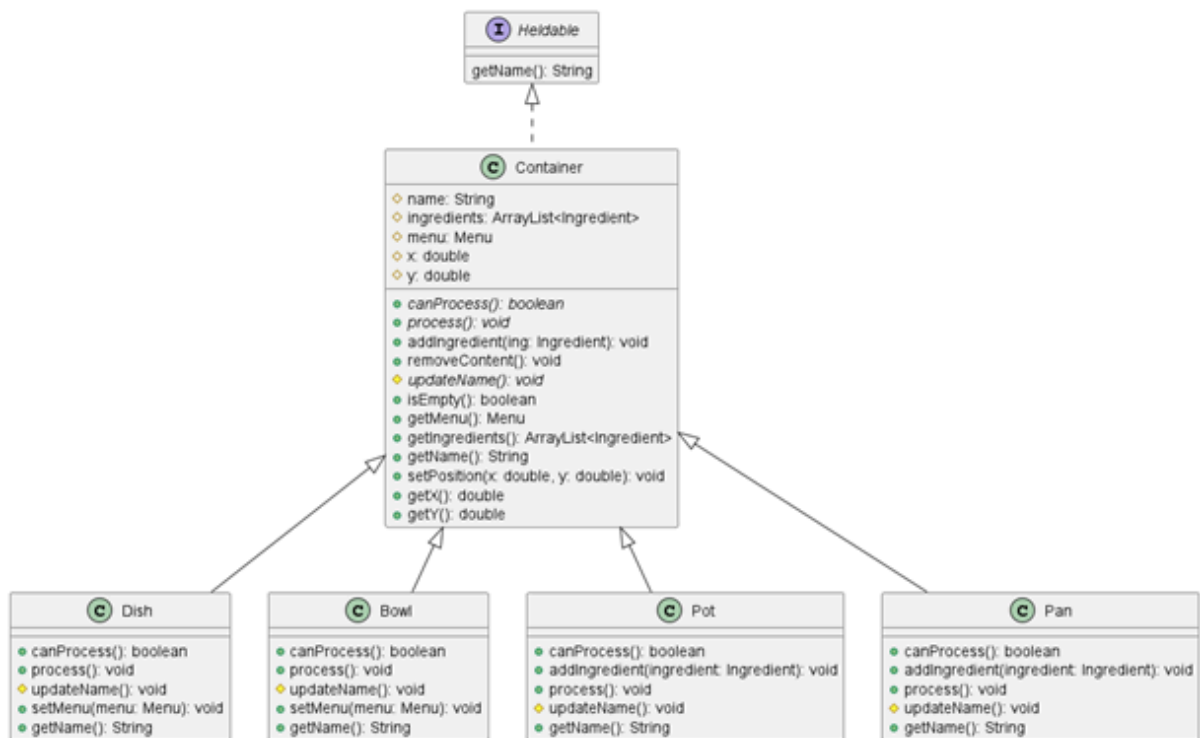 I Heldable
getName(): String
C Container
name: String
ingredients: ArrayList<Ingredient>
menu: Menu
x: double
y: double
canProcess(): boolean
process(): void
addIngredient(ing: Ingredient): void
removeContent(): void
updateName(): void
isEmpty(): boolean
getMenu(): Menu
getIngredients(): ArrayList<Ingredient>
getName(): String
setPosition(x: double, y: double): void
getX(): double
getY(): double
C Dish
canProcess(): boolean
process(): void
updateName(): void
setMenu(menu: Menu): void
getName(): String
C Bowl
canProcess(): boolean
process(): void
updateName(): void
setMenu(menu: Menu): void
getName(): String
C Pot
canProcess(): boolean
addIngredient(ingredient: Ingredient): void
process(): void
updateName(): void
getName(): String
C Pan
canProcess(): boolean
addIngredient(ingredient: Ingredient): void
process(): void
updateName(): void
getName(): String